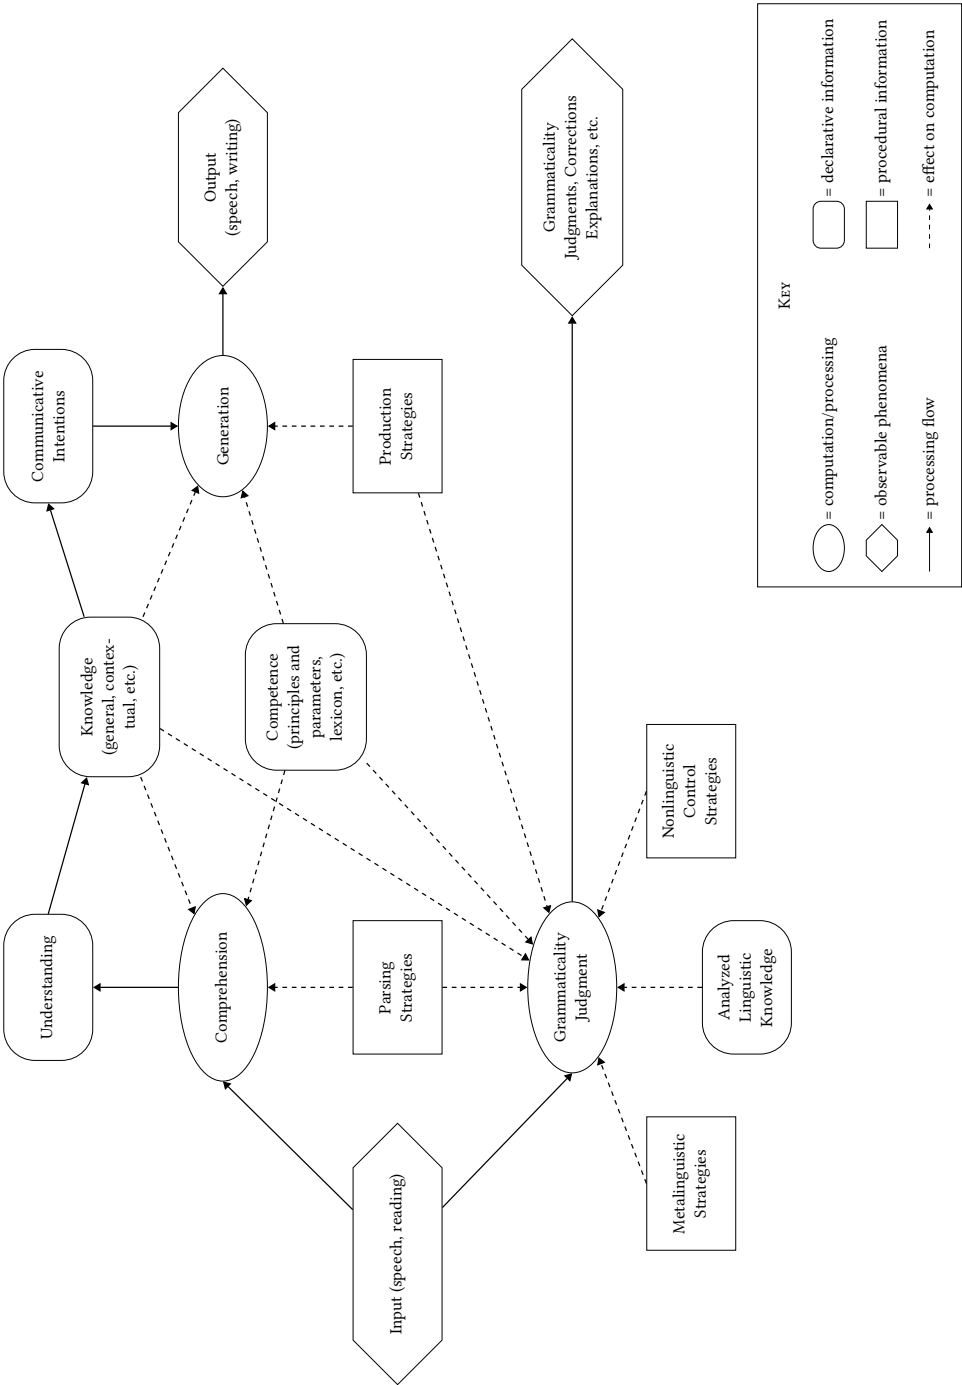 Understanding
Knowledge
(general, contex-
tual, etc.)
Communicative
Intentions
Comprehension
Competence
(principles and
parameters,
lexicon, etc.)
Generation
Output
(speech, writing)
Input (speech, reading)
Parsing
Strategies
Production
Strategies
Grammaticality
Judgment
Grammaticality
Judgments, Corrections
Explanations, etc.
Metalinguistic
Strategies
Analyzed
Linguistic
Knowledge
Nonlinguistic
Control
Strategies
KEY
= computation/processing
= declarative information
= observable phenomena
= procedural information
= processing flow
= effect on computation